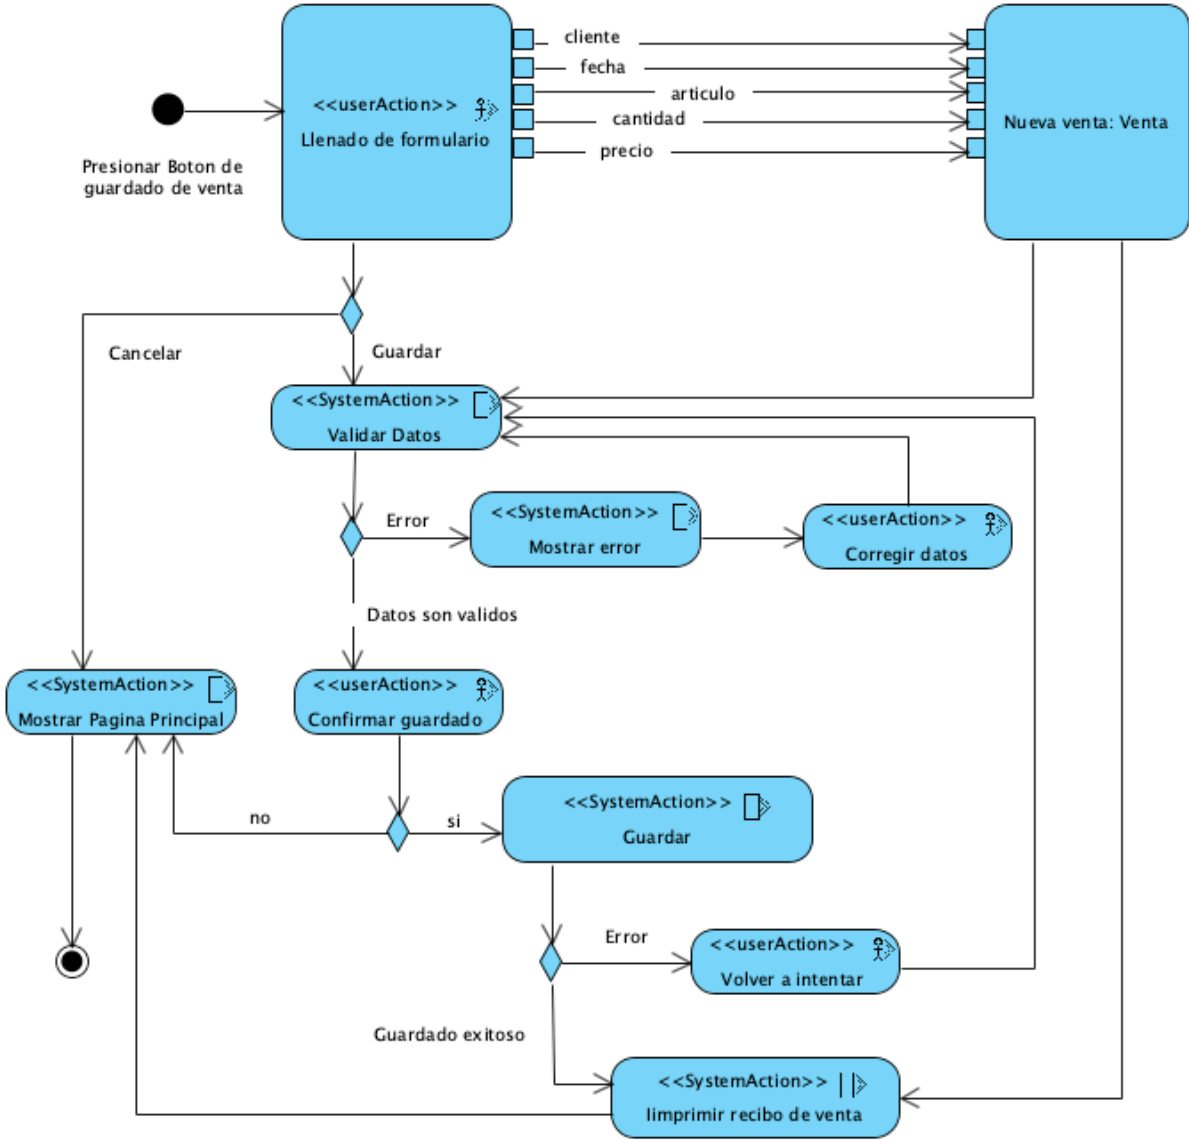 cliente
fecha
articulo
cantidad
precio
<<userAction>>
Llenado de formulario
Nueva venta: Venta
Presionar Boton de
guardado de venta
Cancelar
Guardar
<<SystemAction>>
Validar Datos
Error
<<SystemAction>>
Mostrar error
<<userAction>>
Corregir datos
Datos son validos
<<SystemAction>>
Mostrar Pagina Principal
<<userAction>>
Confirmar guardado
no
si
<<SystemAction>>
Guardar
Error
<<userAction>>
Volver a intentar
Guardado exitoso
<<SystemAction>>
Iimprimir recibo de venta